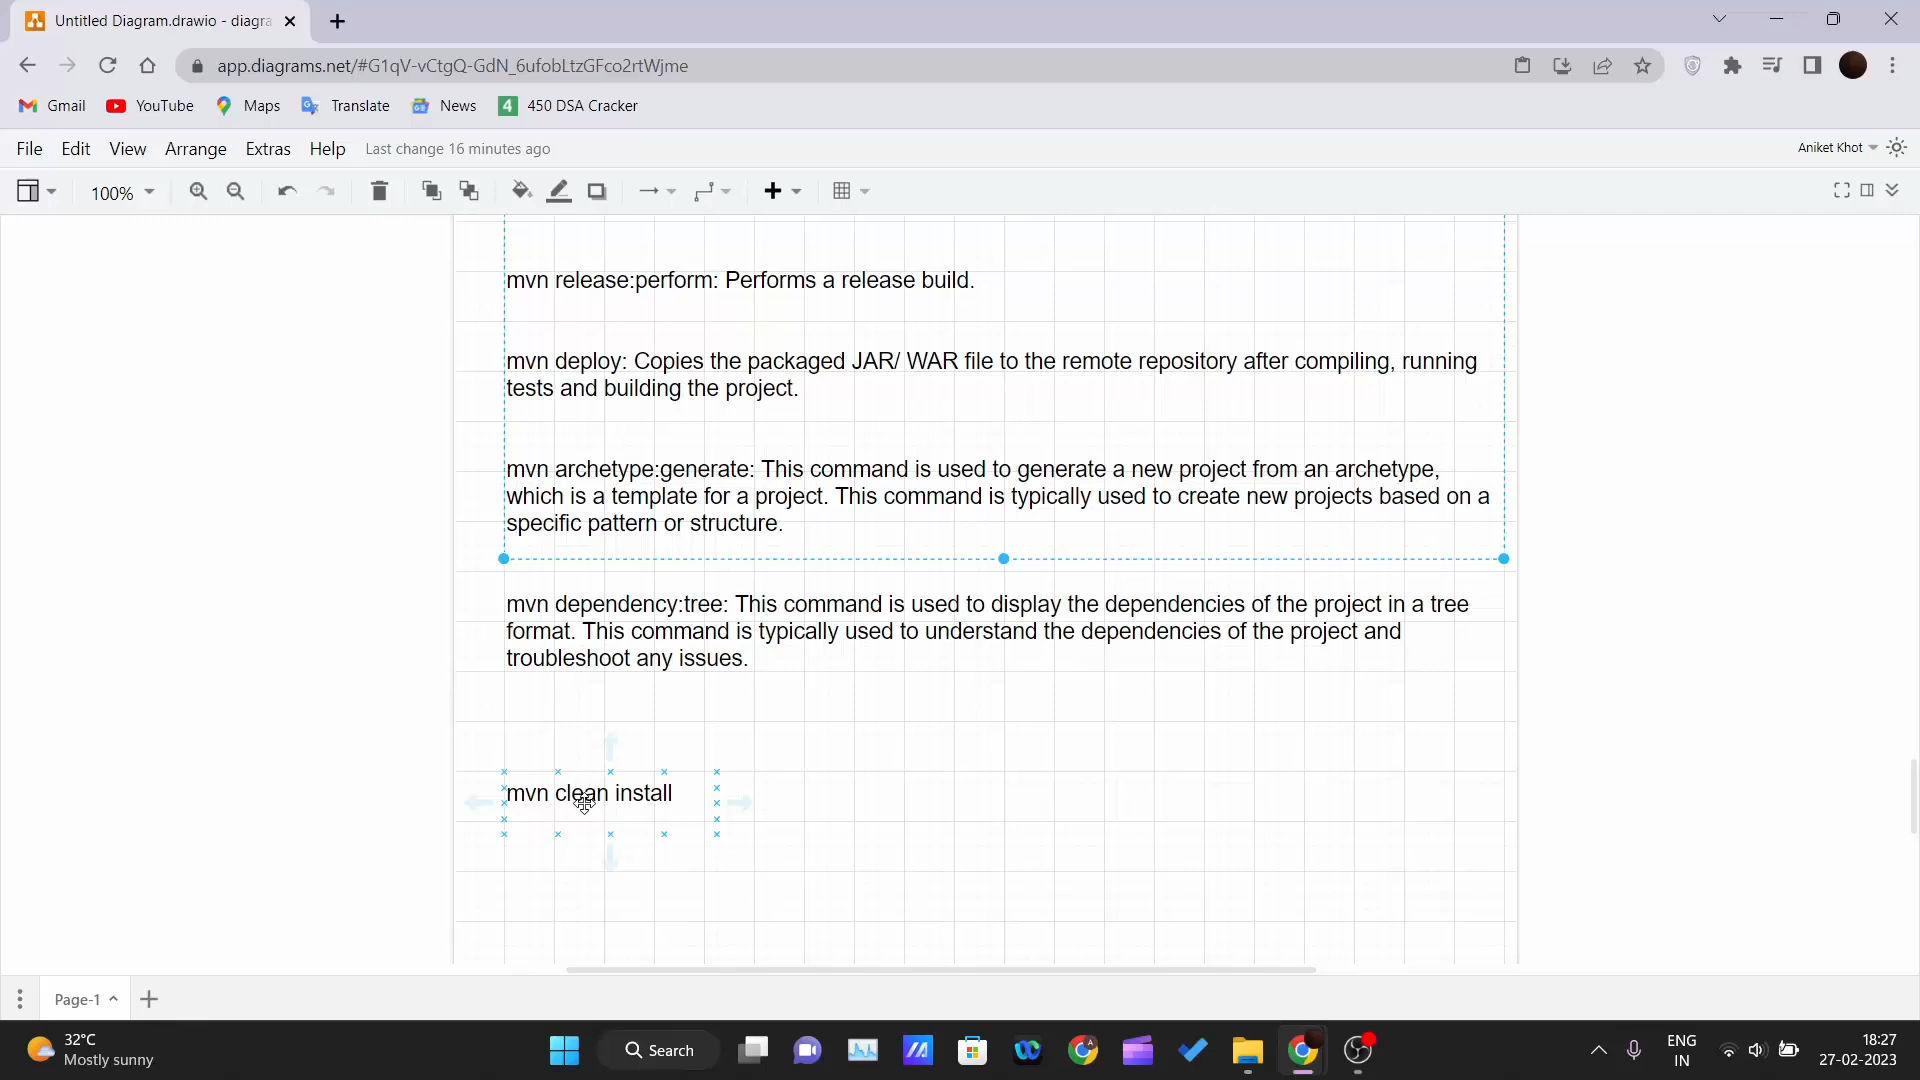 Untitled Diagram.drawio - diagra
app.diagrams.net/#G1qV-vCtgQ-GdN_6ufobLtzGFco2rtWjme
Gmail YouTube Maps Translate News 4 450 DSA Cracker
File Edit View Arrange Extras Help Last change 16 minutes ago Aniket Khot
100%
mvn release:perform: Performs a release build.
mvn deploy: Copies the packaged JAR/ WAR file to the remote repository after compiling, running
tests and building the project.
mvn archetype:generate: This command is used to generate a new project from an archetype,
which is a template for a project. This command is typically used to create new projects based on a
specific pattern or structure.
mvn dependency:tree: This command is used to display the dependencies of the project in a tree
format. This command is typically used to understand the dependencies of the project and
troubleshoot any issues.
mvn clean install
Page-1
32°C
Mostly sunny
Search
ENG
IN
18:27
27-02-2023